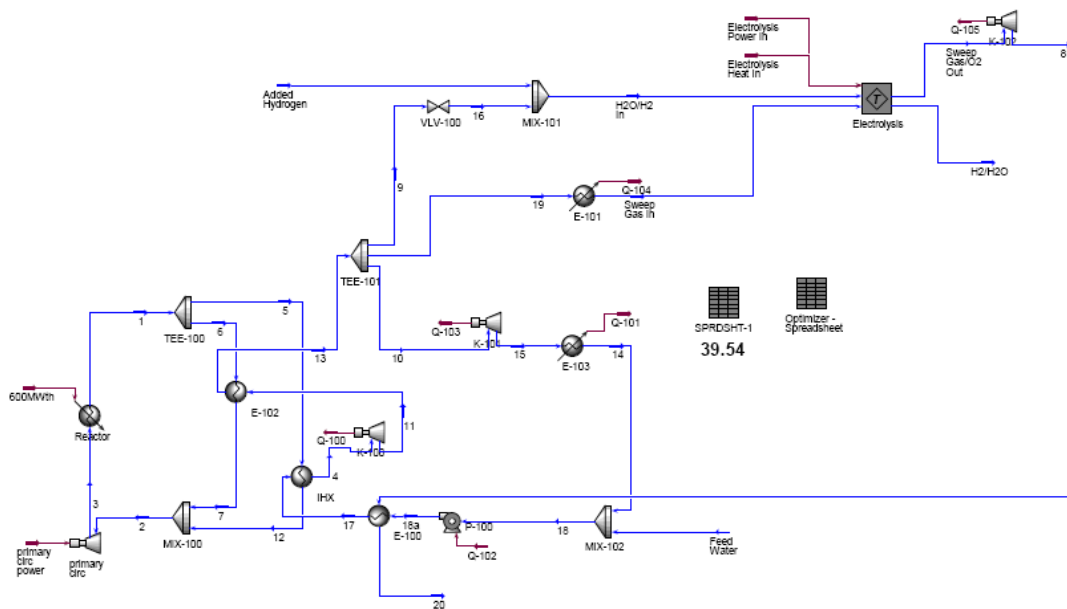 Electrolysis
Power In
Q-105
K-102
Sweep
Gas/O2
Out
8
Electrolysis
Heat In
Added
Hydrogen
VLV-100
16
MIX-101
H2O/H2
In
Electrolysis
T
H2/H2O
9
19
Q-104
E-101
Sweep
Gas In
TEE-101
SPRDSHT-1
39.54
Optimizer -
Spreadsheet
1
TEE-100
5
6
13
10
Q-103
15
Q-101
E-103
14
600MWth
Reactor
E-102
11
Q-100
4
IHX
3
2
7
12
MIX-100
17
E-100
18a
P-100
18
MIX-102
Feed
Water
Q-102
primary
circ
power
primary
circ
20